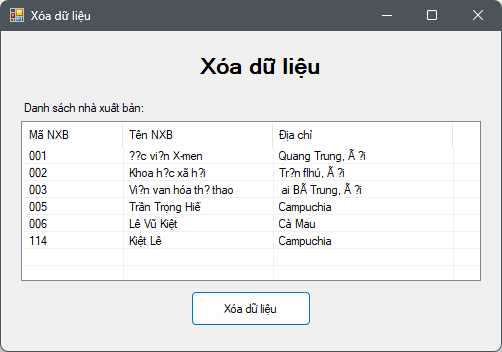 Xóa dữ liệu
Xóa dữ liệu
Danh sách nhà xuất bản:
Mã NXB Tên NXB Địa chỉ
001 ??c vi?n X-men Quang Trung, Ã ?i
002 Khoa h?c xã h?i Tr?n flhú, Ã ?i
003 Vi?n van hóa th? thao ai BÃ Trung, Ã ?i
005 Trần Trọng Hiế Campuchia
006 Lê Vũ Kiệt Cà Mau
114 Kiệt Lê Campuchia
Xóa dữ liệu